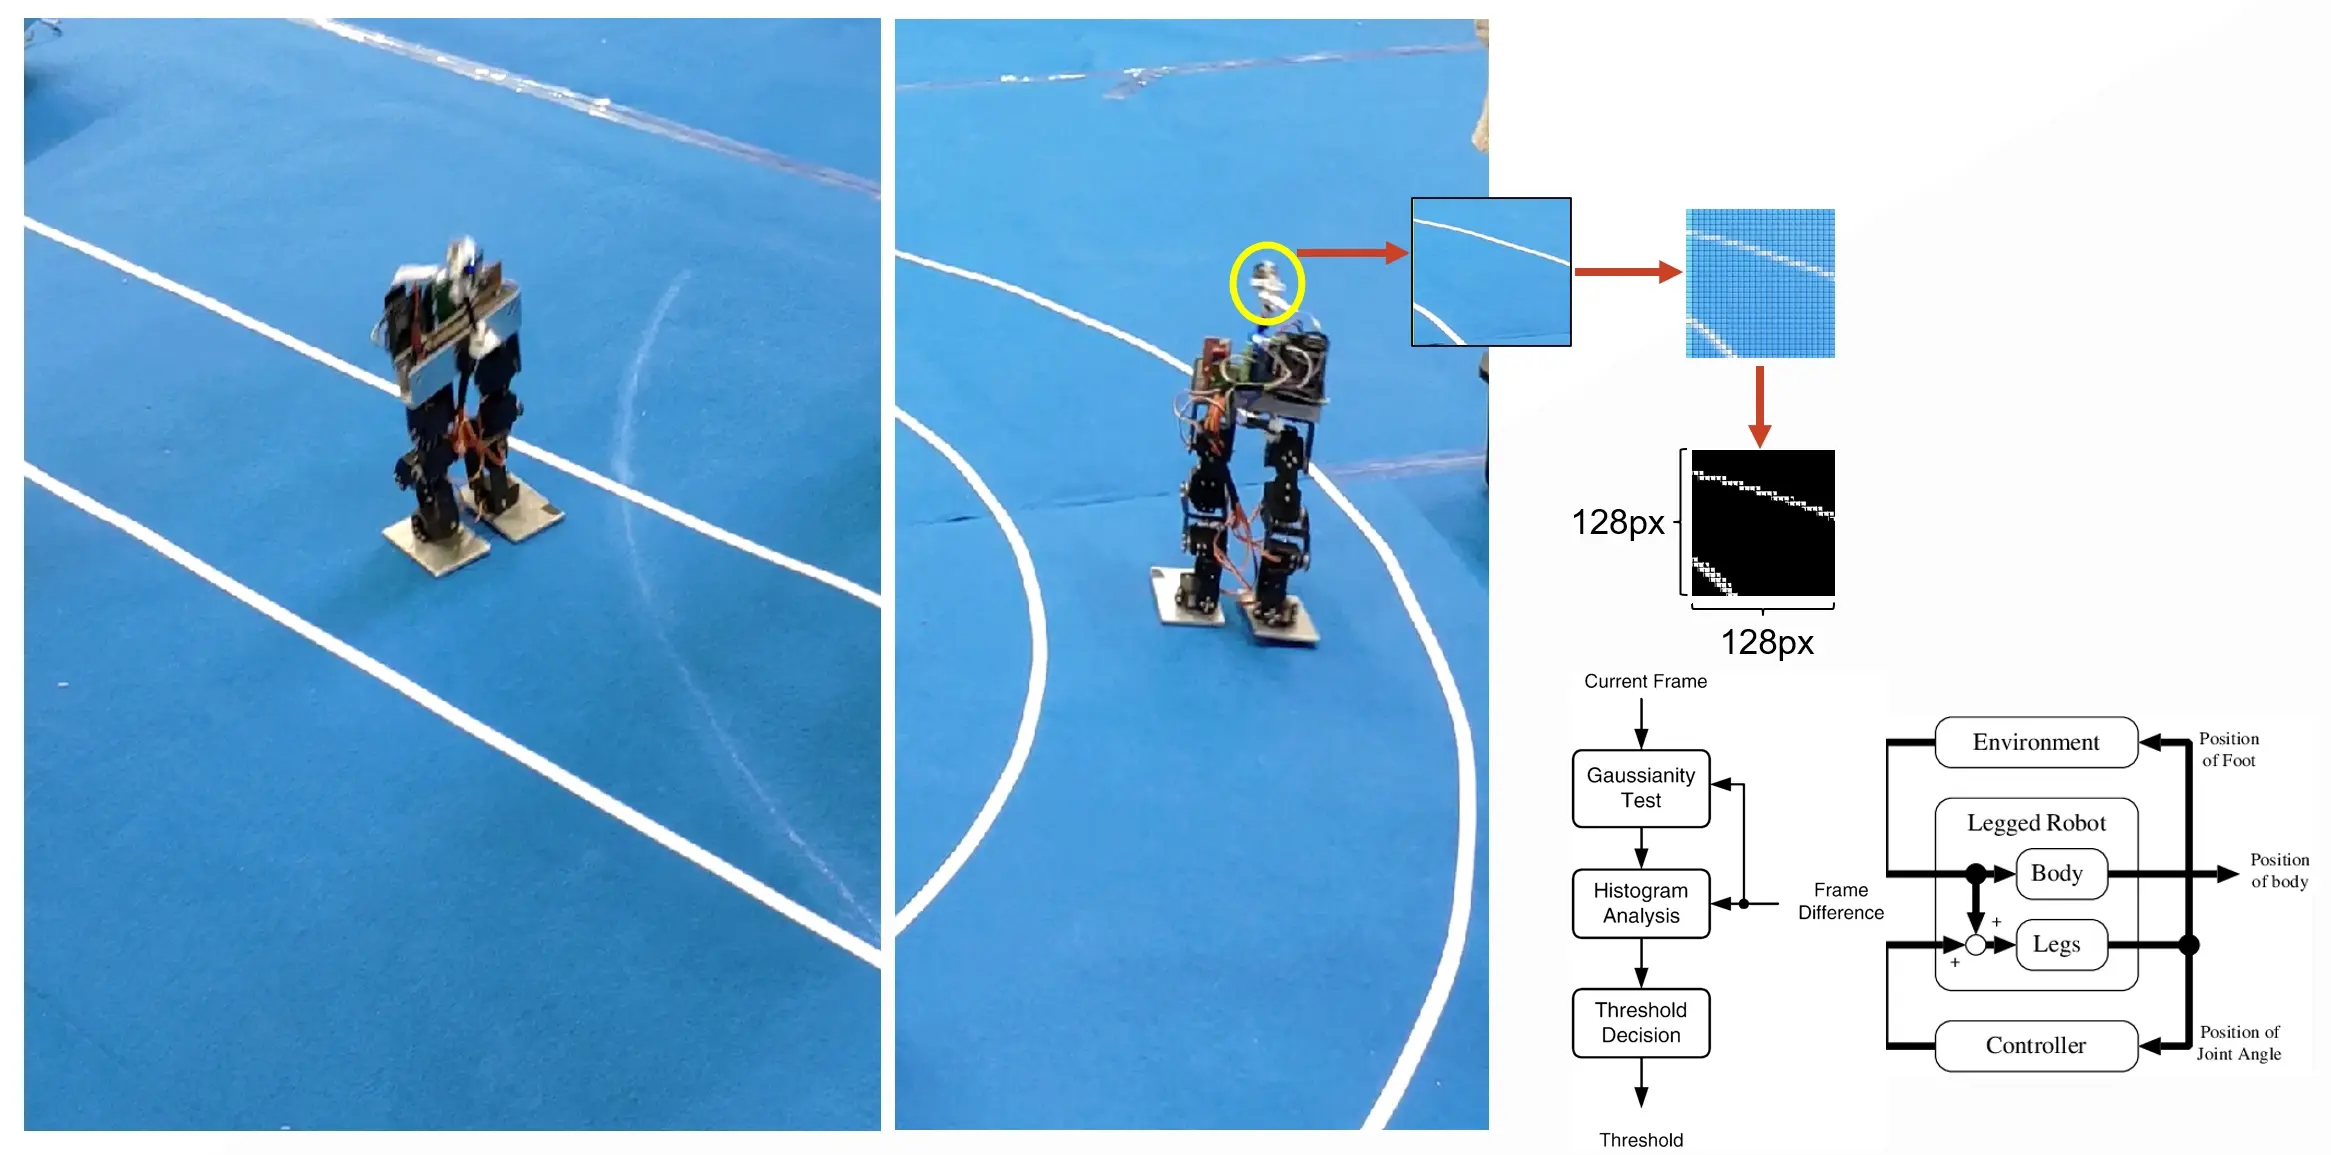 128px
128px
Current Frame
Gaussianity
Test
Histogram
Analysis
Frame
Difference
Threshold
Decision
Threshold
Environment
Position
of Foot
Legged Robot
Body
Position
of body
+
Legs
+
Controller
Position of
Joint Angle